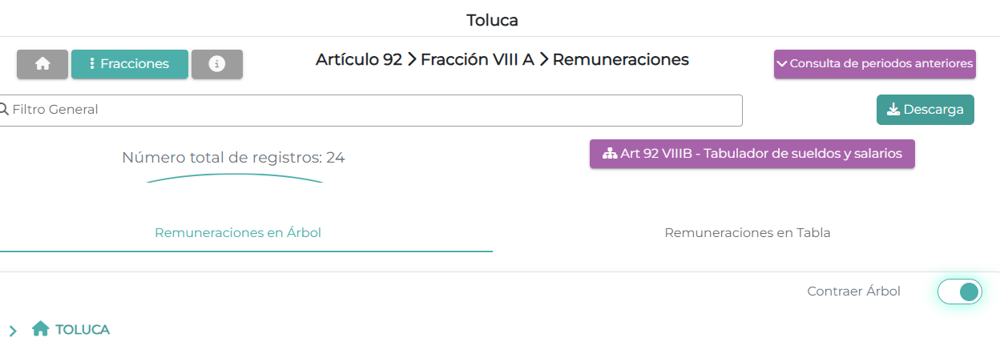 Toluca
Fracciones
Artículo 92 > Fracción VIII A > Remuneraciones
Consulta de periodos anteriores
Filtro General
Descarga
Número total de registros: 24
Art 92 VIIIB - Tabulador de sueldos y salarios
Remuneraciones en Árbol
Remuneraciones en Tabla
Contraer Árbol
TOLUCA